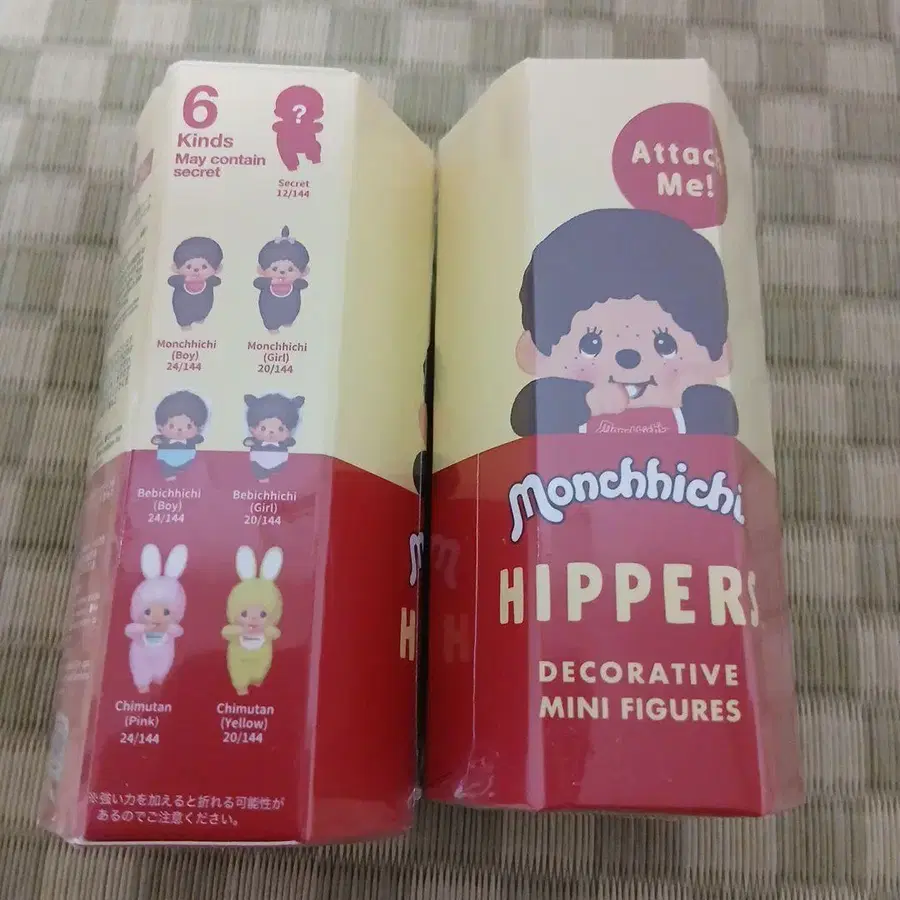 6
Kinds
May contain
secret
?
Secret
12/144
Monchhichi
(Boy)
24/144
Monchhichi
(Girl)
20/144
Bebichhichi
(Boy)
24/144
Bebichhichi
(Girl)
20/144
Chimutan
(Pink)
24/144
Chimutan
(Yellow)
20/144
※強い力を加えると折れる可能性が
あるのでご注意ください。
Attac
Me!
Monchhichi
HIPPERS
DECORATIVE
MINI FIGURES